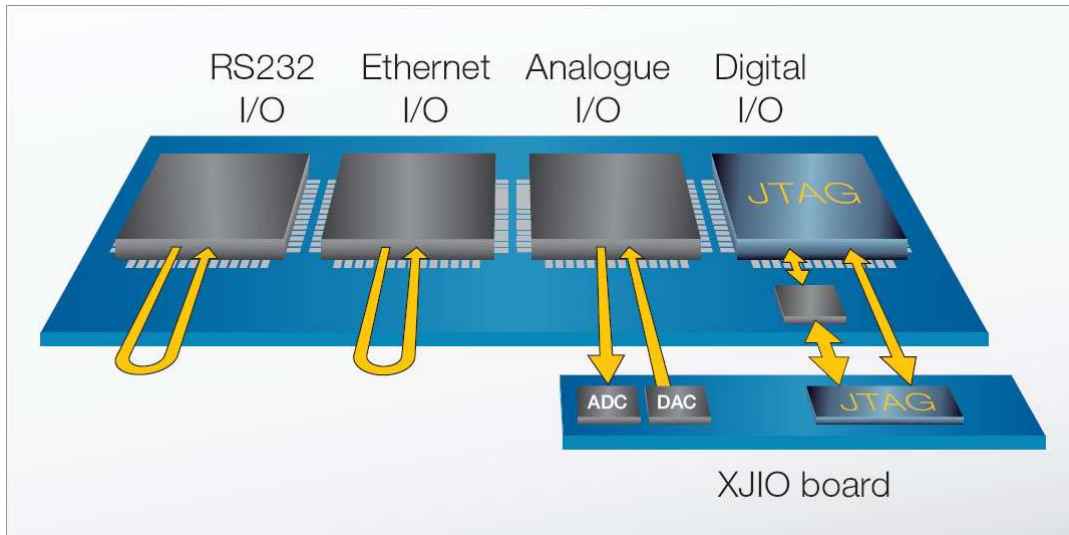 RS232 Ethernet Analogue Digital
I/O I/O I/O I/O
JTAG
ADC DAC JTAG
XJIO board